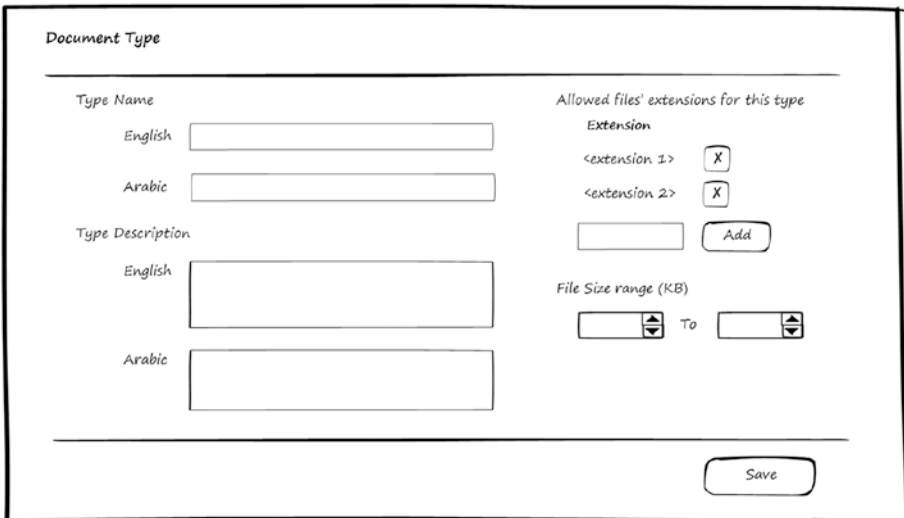 Document Type
Type Name
English
Arabic
Type Description
English
Arabic
Allowed files' extensions for this type
Extension
<extension 1> X
<extension 2> X
Add
File Size range (KB)
To
Save